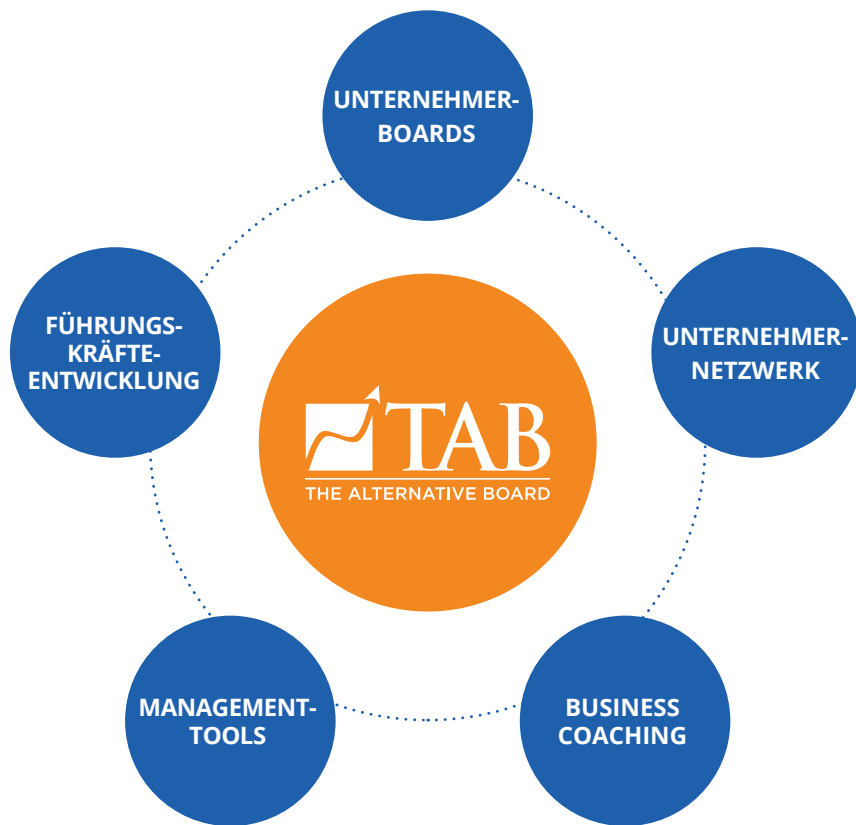 UNTERNEHMER-
BOARDS
FÜHRUNGS-
KRÄFTE-
ENTWICKLUNG
UNTERNEHMER-
NETZWERK
TAB
THE ALTERNATIVE BOARD
MANAGEMENT-
TOOLS
BUSINESS
COACHING